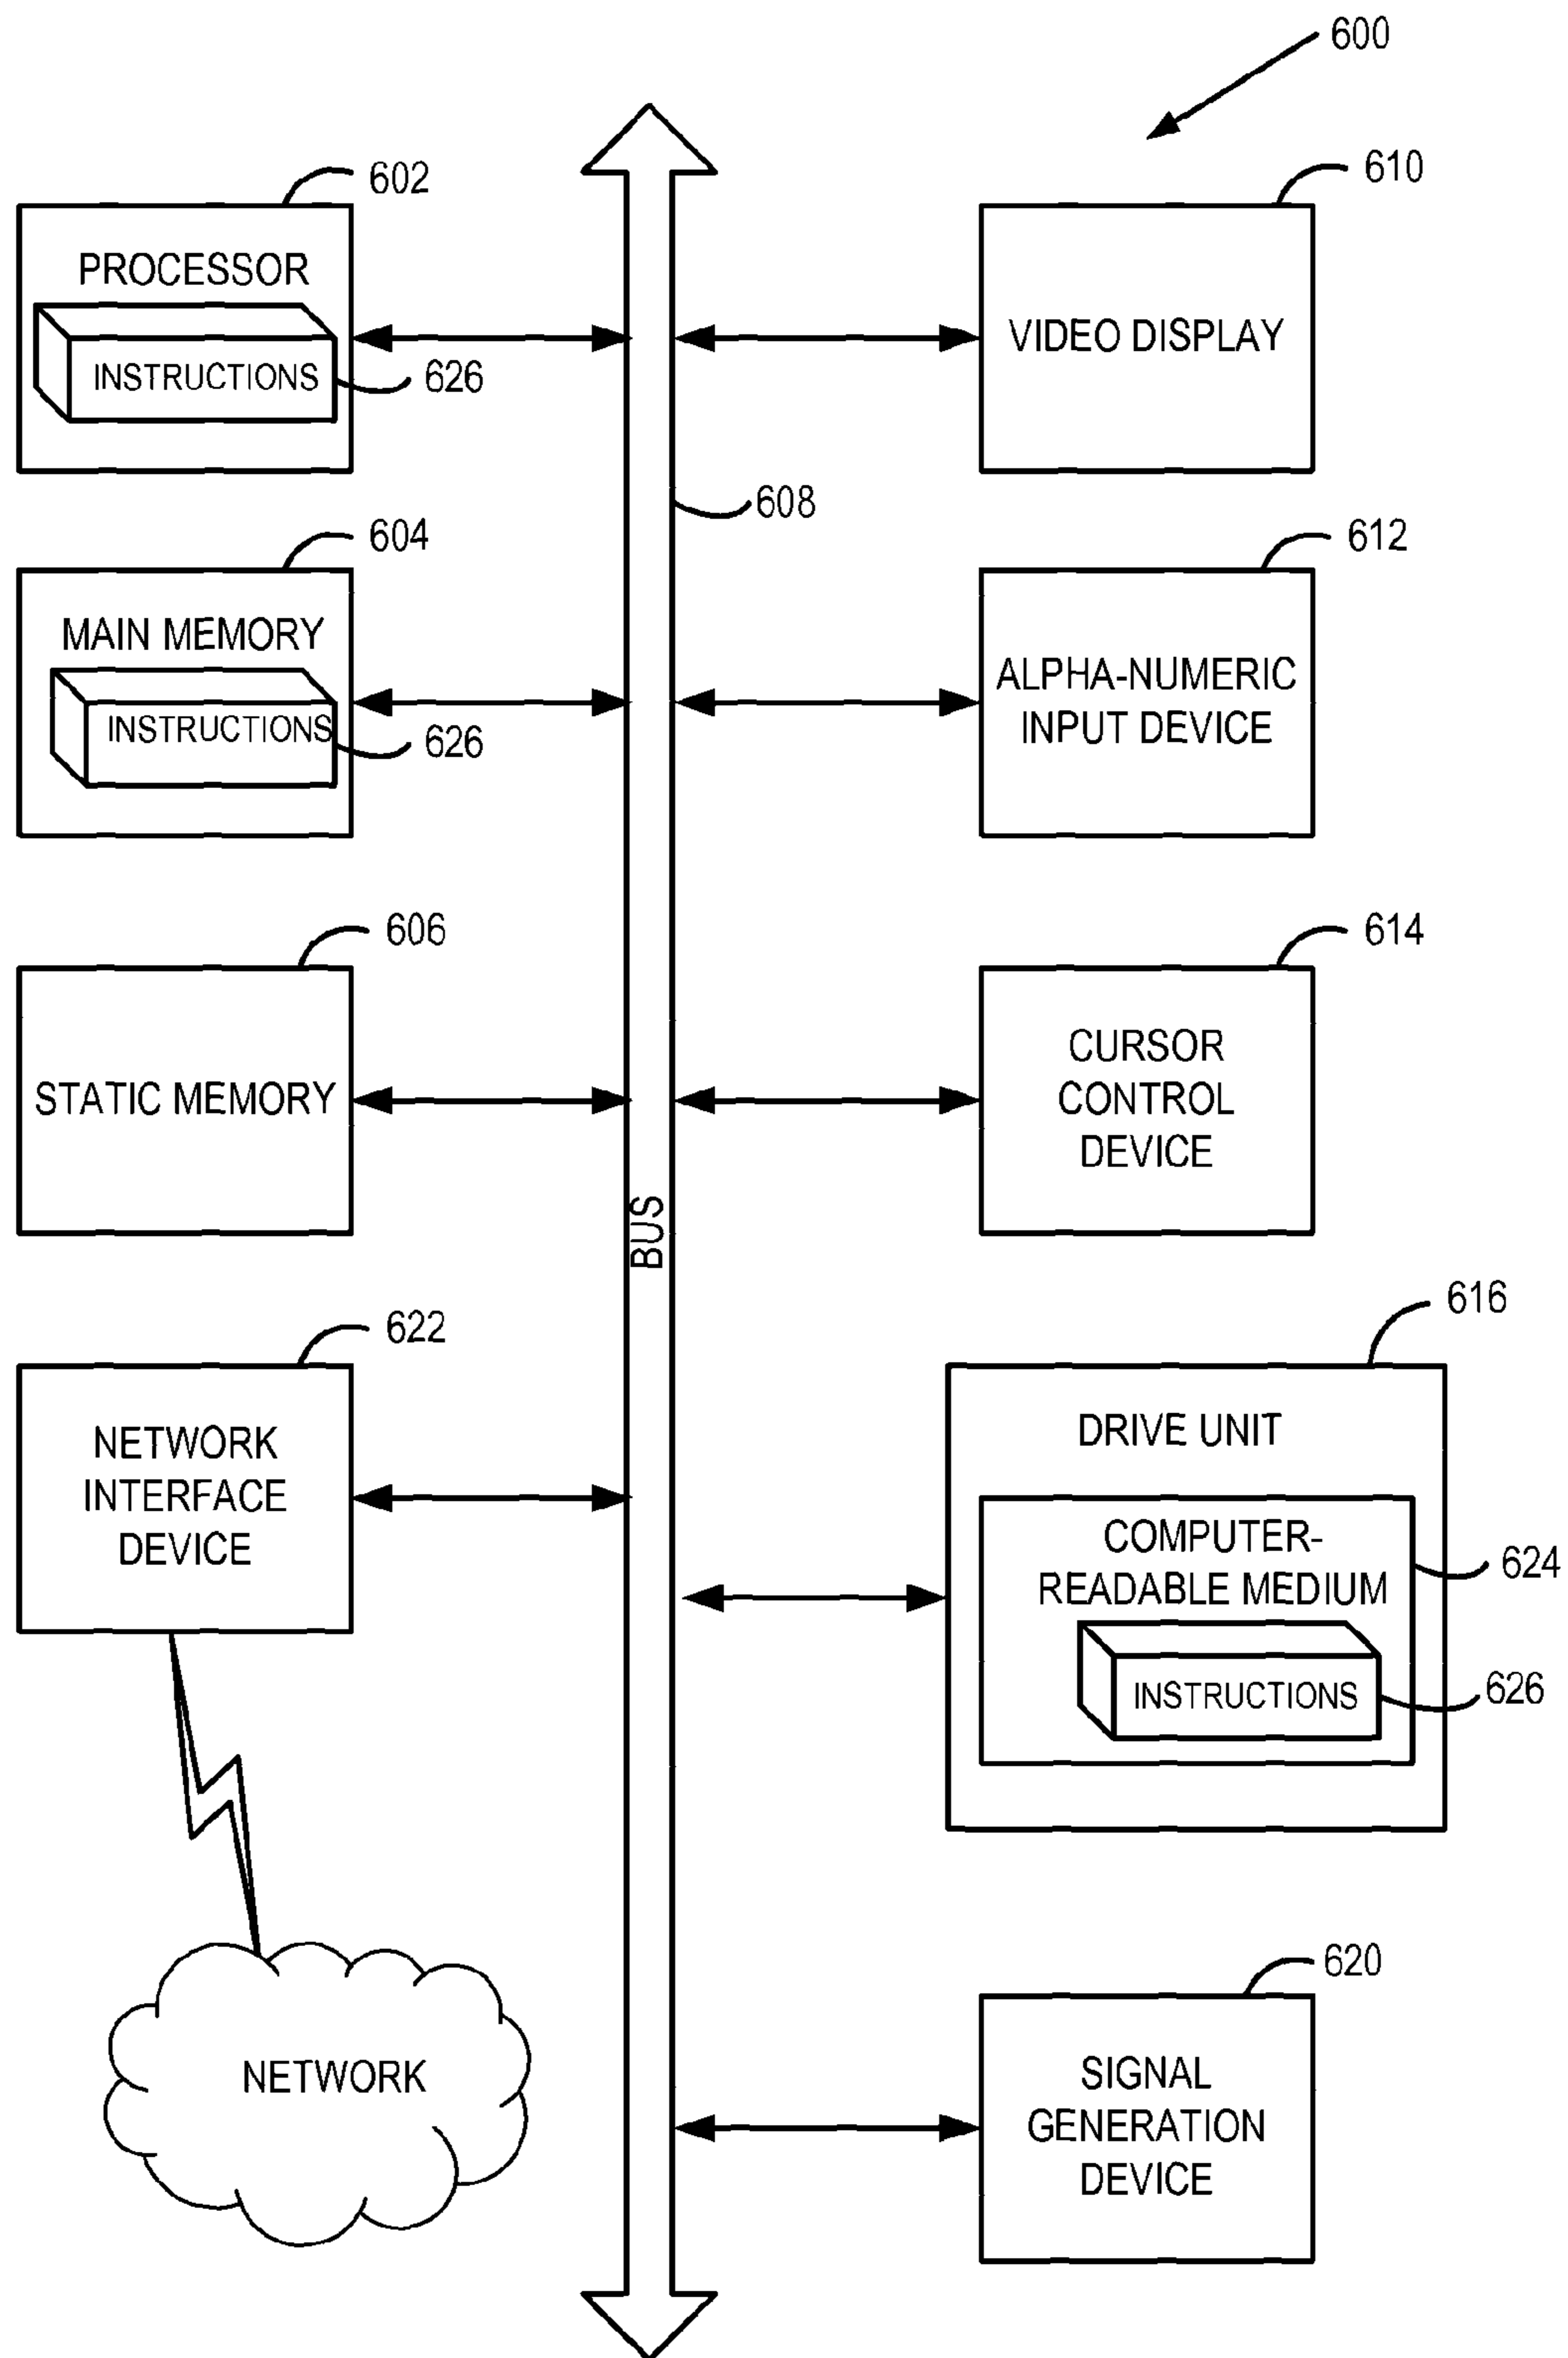 600
602
PROCESSOR
INSTRUCTIONS
626
610
VIDEO DISPLAY
608
604
MAIN MEMORY
INSTRUCTIONS
626
612
ALPHA-NUMERIC
INPUT DEVICE
606
STATIC MEMORY
614
CURSOR
CONTROL
DEVICE
BUS
622
NETWORK
INTERFACE
DEVICE
616
DRIVE UNIT
COMPUTER-
READABLE MEDIUM
624
INSTRUCTIONS
626
NETWORK
620
SIGNAL
GENERATION
DEVICE